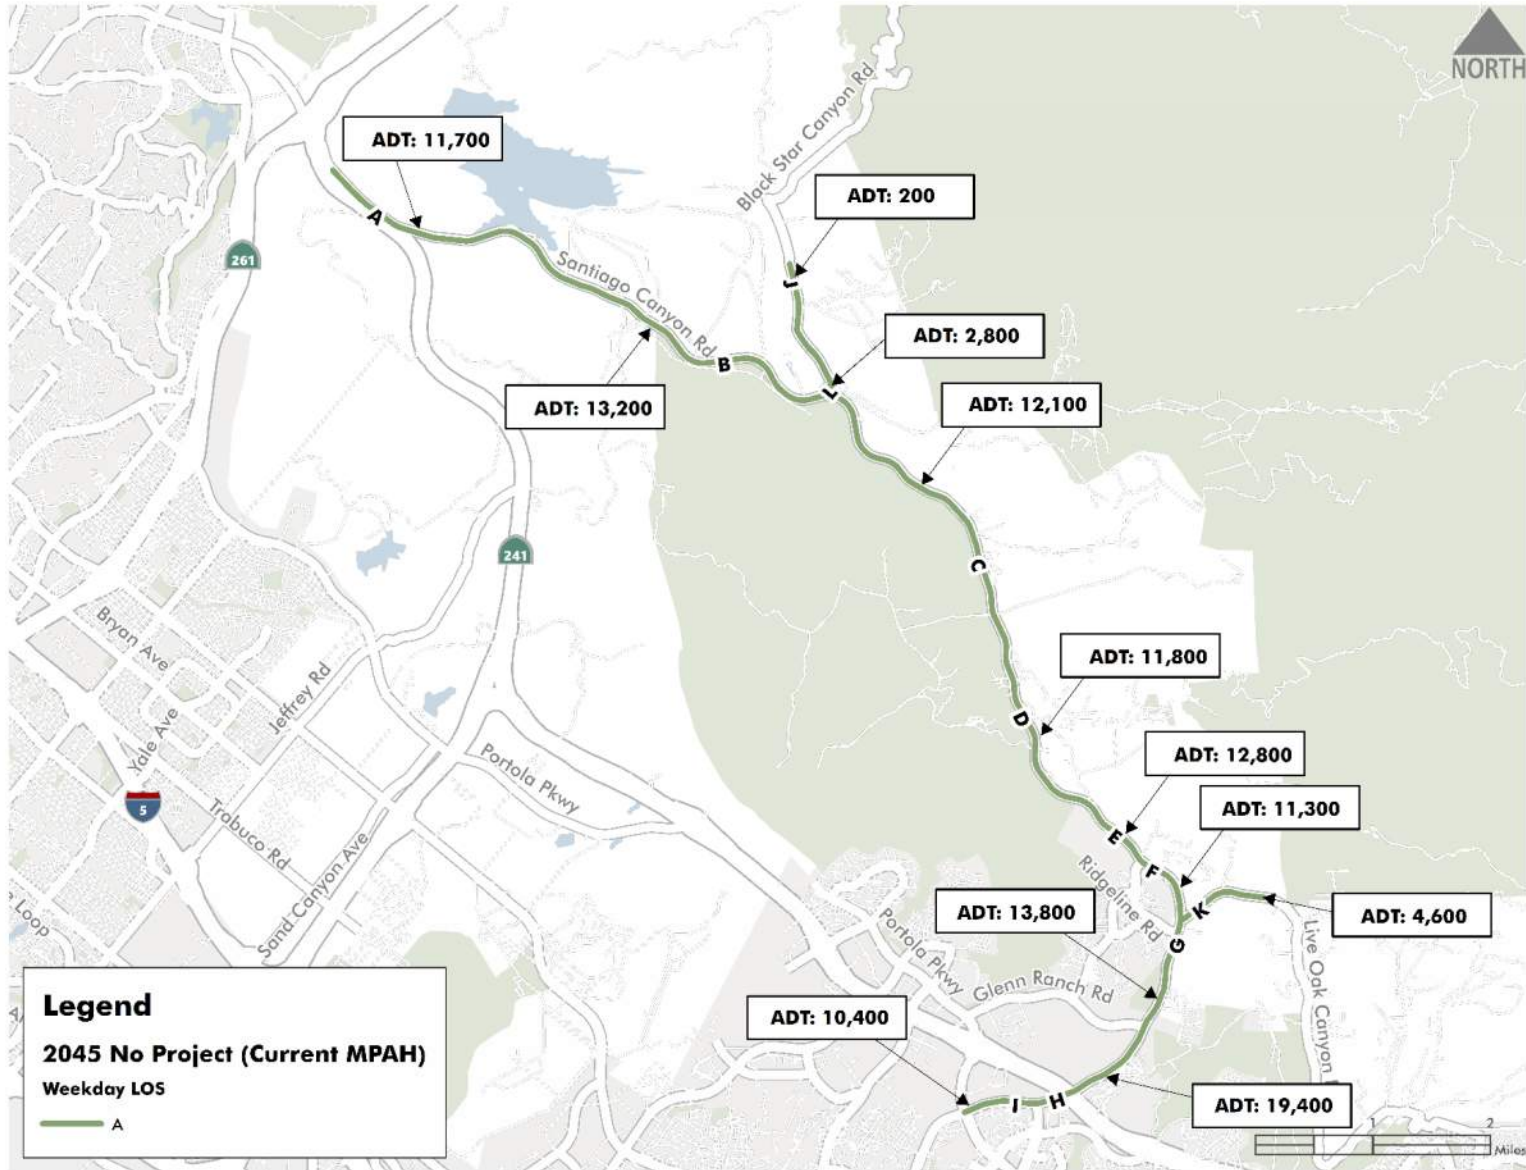 NORTH
ADT: 11,700
Black Star Canyon Rd
ADT: 200
A
261
Santiago Canyon Rd
J
ADT: 2,800
B
L
ADT: 13,200
ADT: 12,100
241
C
Bryan Ave
Jeffrey Rd
ADT: 11,800
D
Yale Ave
Portola Pkwy
ADT: 12,800
5
ADT: 11,300
Trabuco Rd
E
F
Sand Canyon Ave
Ridgeline Rd
ADT: 13,800
K
ADT: 4,600
Loop
Portola Pkwy
G
Live Oak Canyon
Glenn Ranch Rd
ADT: 10,400
I
H
ADT: 19,400
1
2
Miles
Legend
2045 No Project (Current MPAH)
Weekday LOS
A